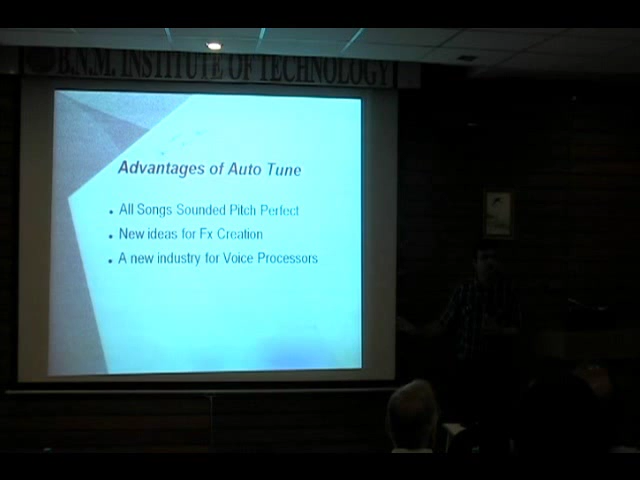 B.N.M. INSTITUTE OF TECHNOLOGY
Advantages of Auto Tune
• All Songs Sounded Pitch Perfect
• New ideas for Fx Creation
• A new industry for Voice Processors